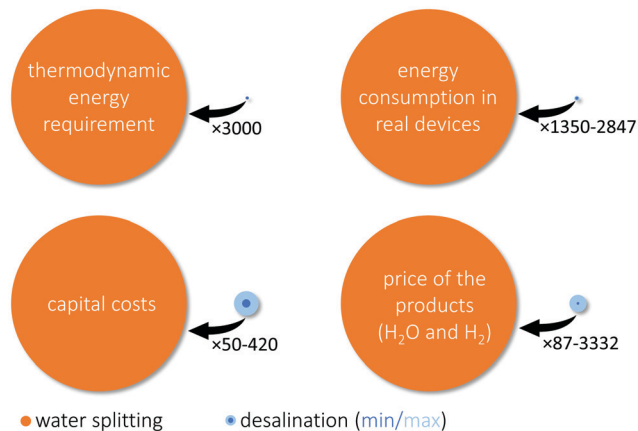 thermodynamic
energy
requirement
×3000
energy
consumption in
real devices
×1350-2847
capital costs
×50-420
price of the
products
(H₂O and H₂)
×87-3332
water splitting
desalination (min/max)